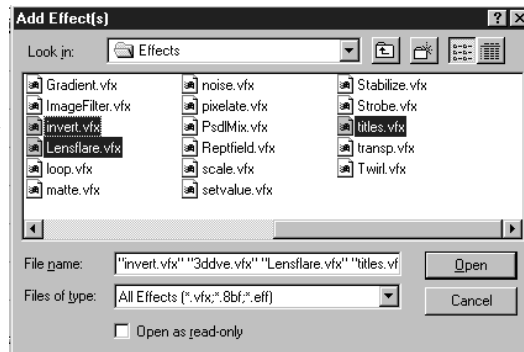 Add Effect(s)
Look in: Effects
Gradient.vfx noise.vfx Stabilize.vfx
ImageFilter.vfx pixelate.vfx Strobe.vfx
invert.vfx PsdlMix.vfx titles.vfx
Lensflare.vfx Reptfield.vfx transp.vfx
loop.vfx scale.vfx Twirl.vfx
matte.vfx setvalue.vfx
File name: "invert.vfx" "3ddve.vfx" "Lensflare.vfx" "titles.vf Open
Files of type: All Effects (*.vfx;*.8bf;*.eff) Cancel
Open as read-only